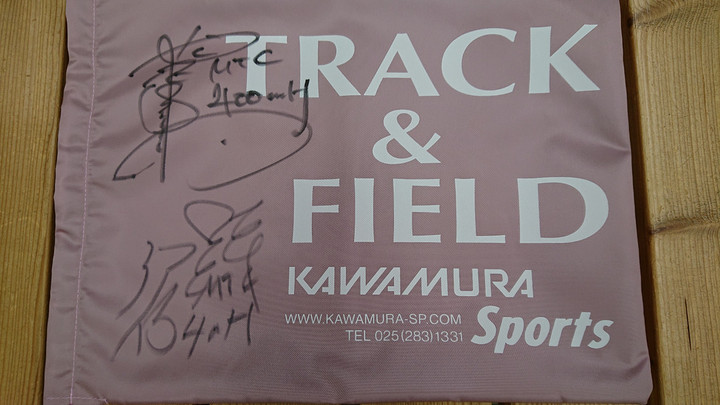 TRACK
&
FIELD
KAWAMURA
WWW.KAWAMURA-SP.COM
TEL 025(283)1331
Sports
MTC
400mH